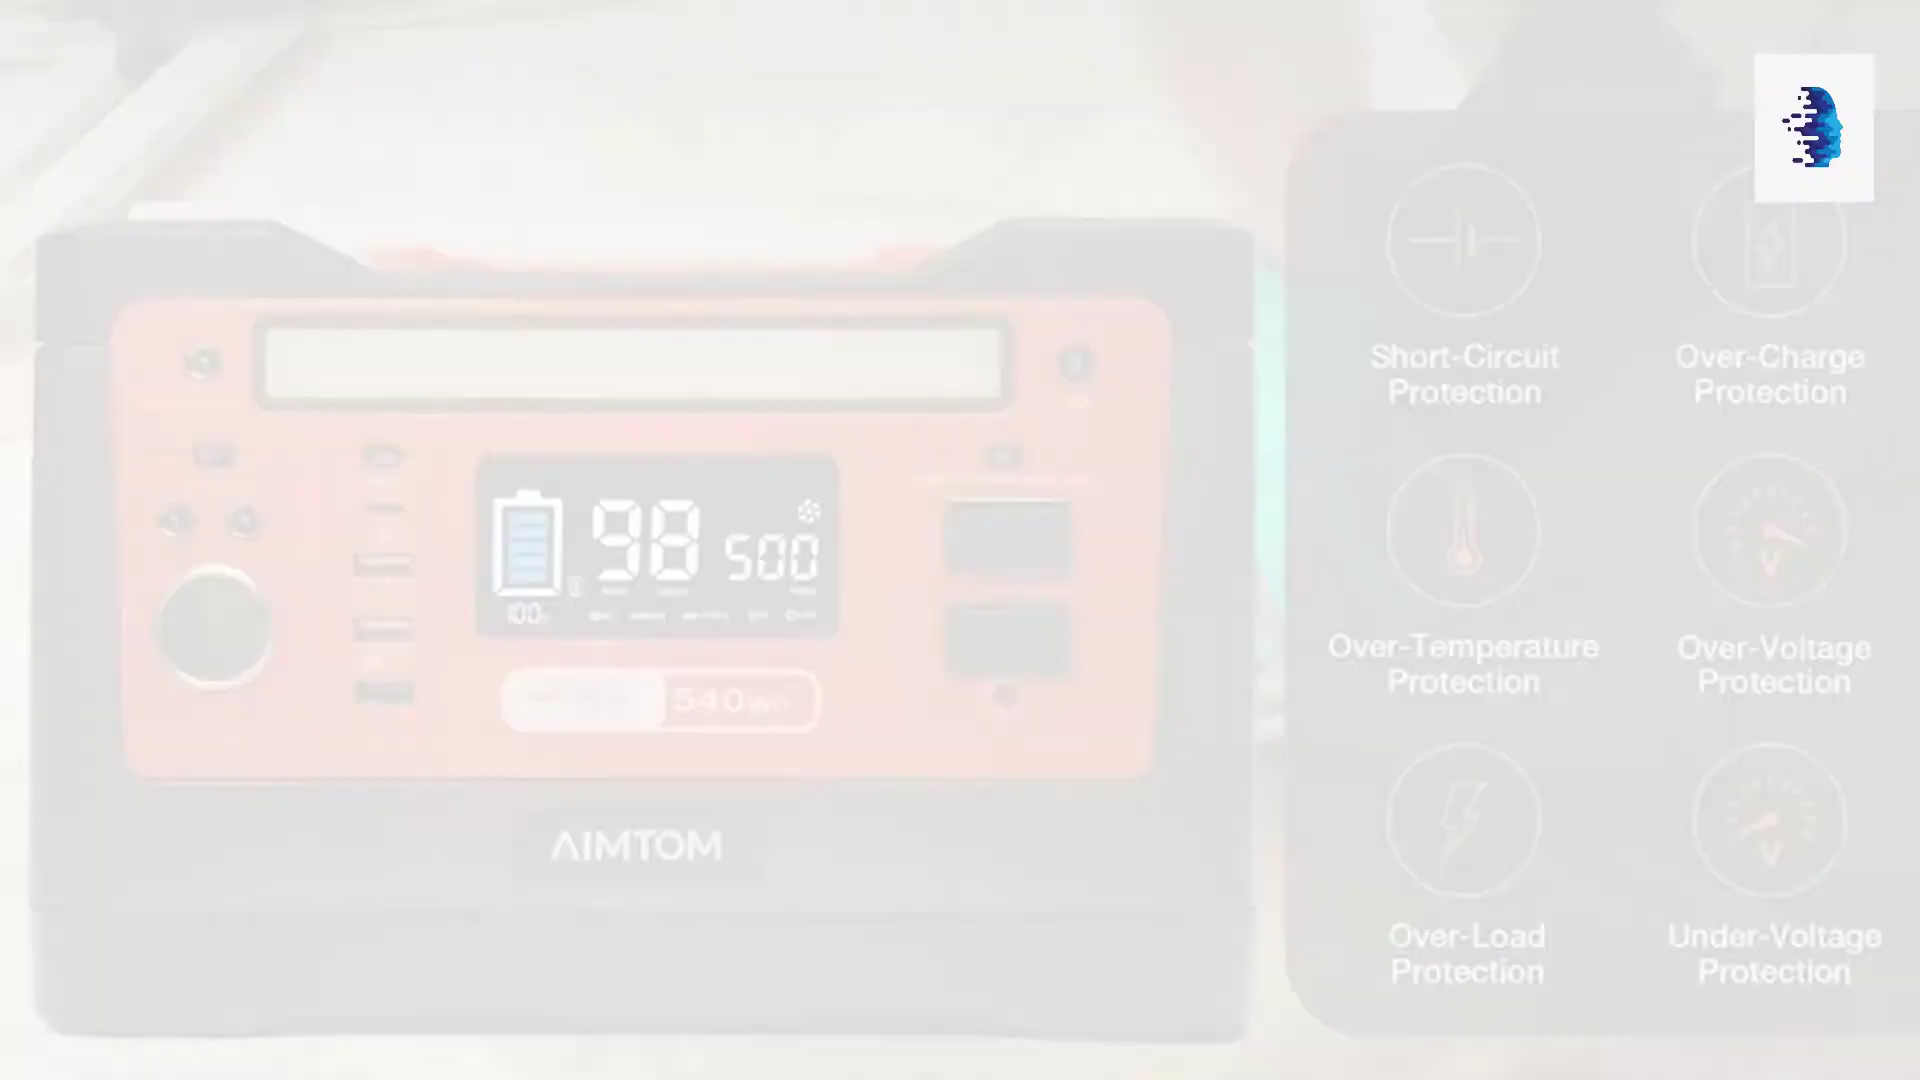 98
500
100
540Wh
AIMTOM
Short-Circuit
Protection
Over-Charge
Protection
Over-Temperature
Protection
Over-Voltage
Protection
V
Over-Load
Protection
Under-Voltage
Protection
V